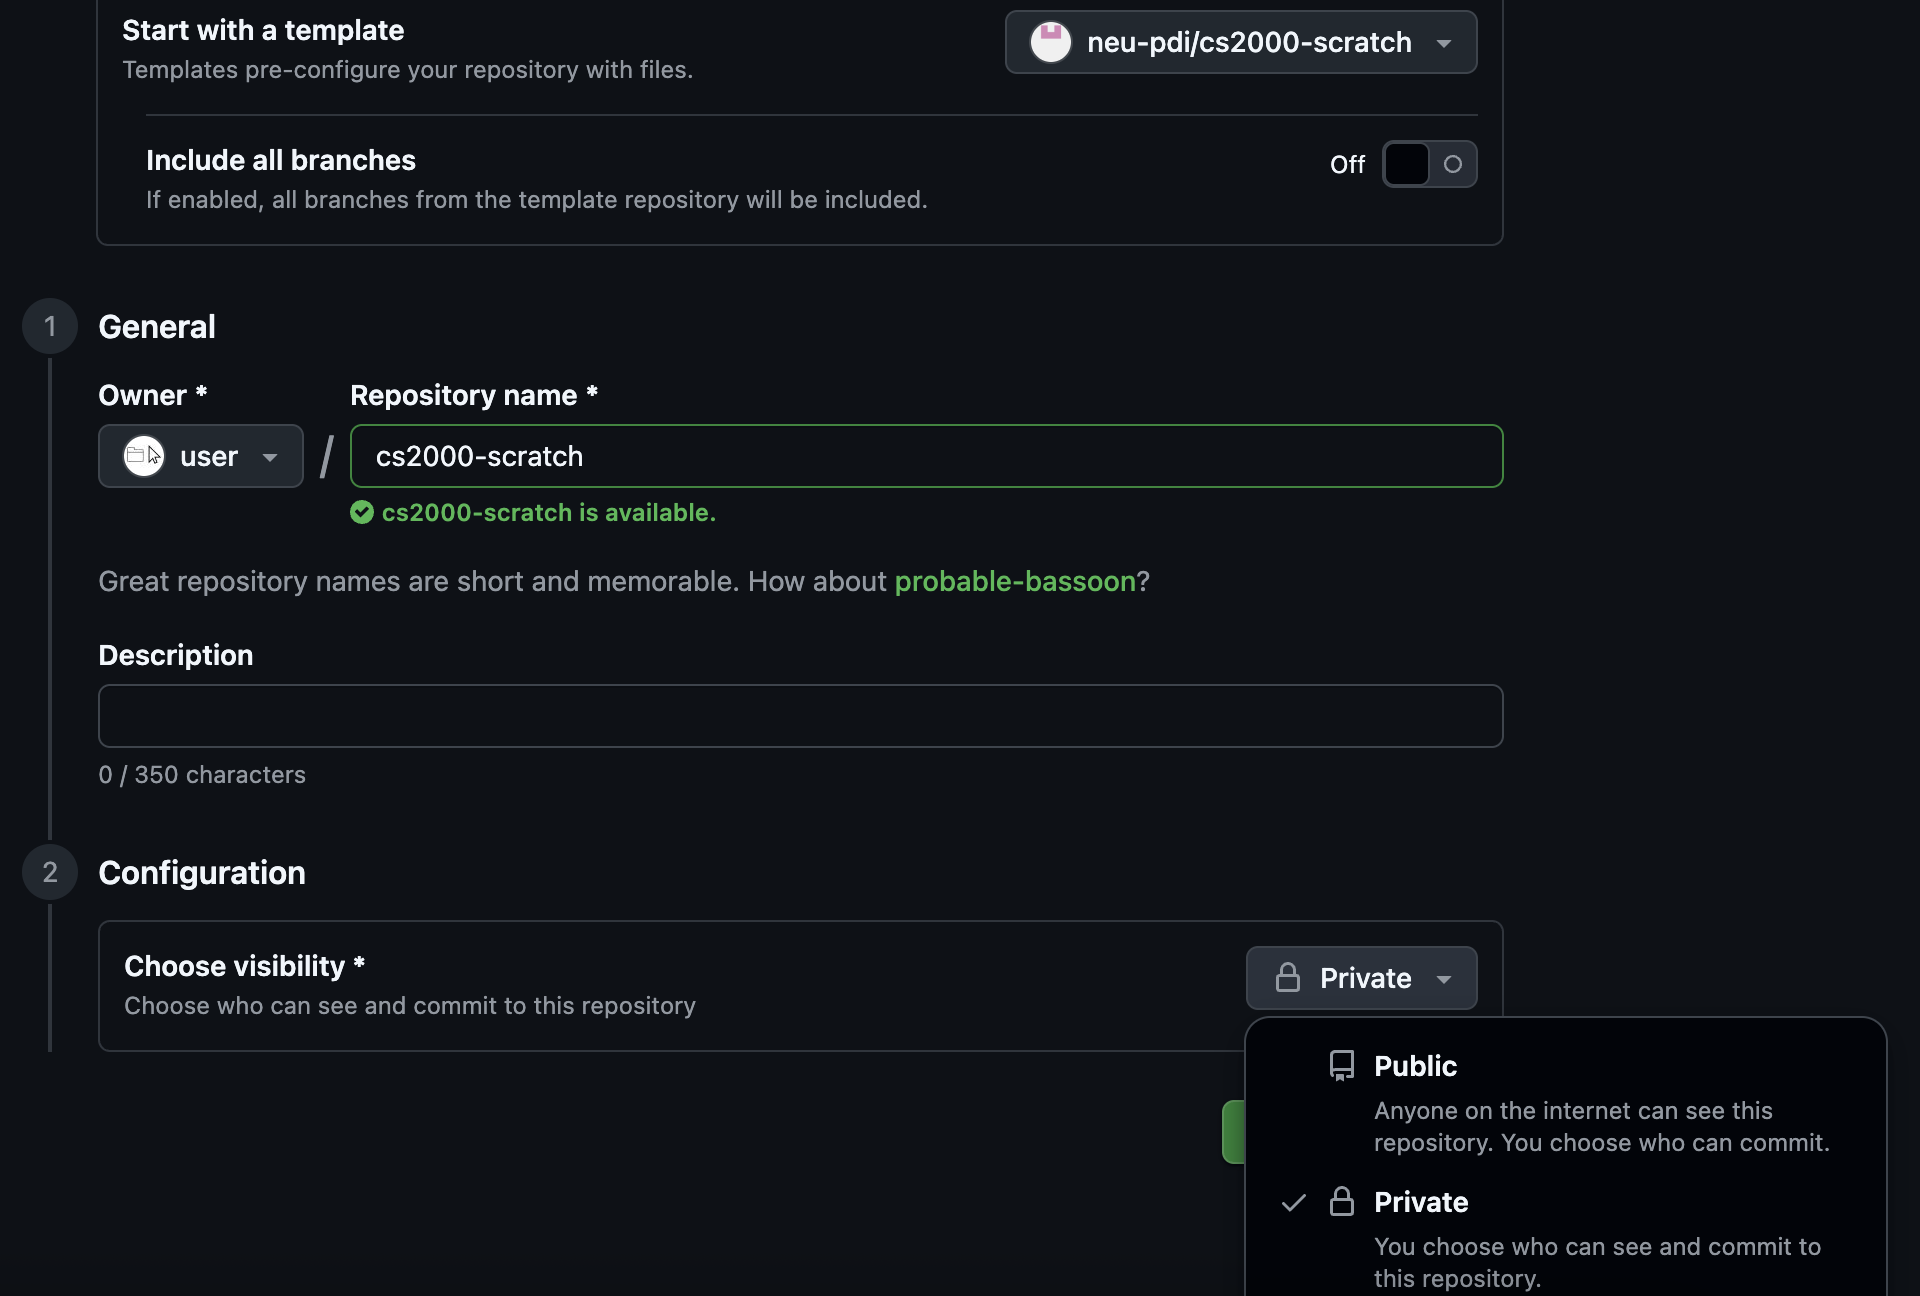 Start with a template
neu-pdi/cs2000-scratch
Templates pre-configure your repository with files.
Include all branches
Off
If enabled, all branches from the template repository will be included.
1
General
Owner *
Repository name *
user
/
cs2000-scratch
cs2000-scratch is available.
Great repository names are short and memorable. How about probable-bassoon?
Description
0 / 350 characters
2
Configuration
Choose visibility *
Private
Choose who can see and commit to this repository
Public
Anyone on the internet can see this
repository. You choose who can commit.
Private
You choose who can see and commit to
this repository.